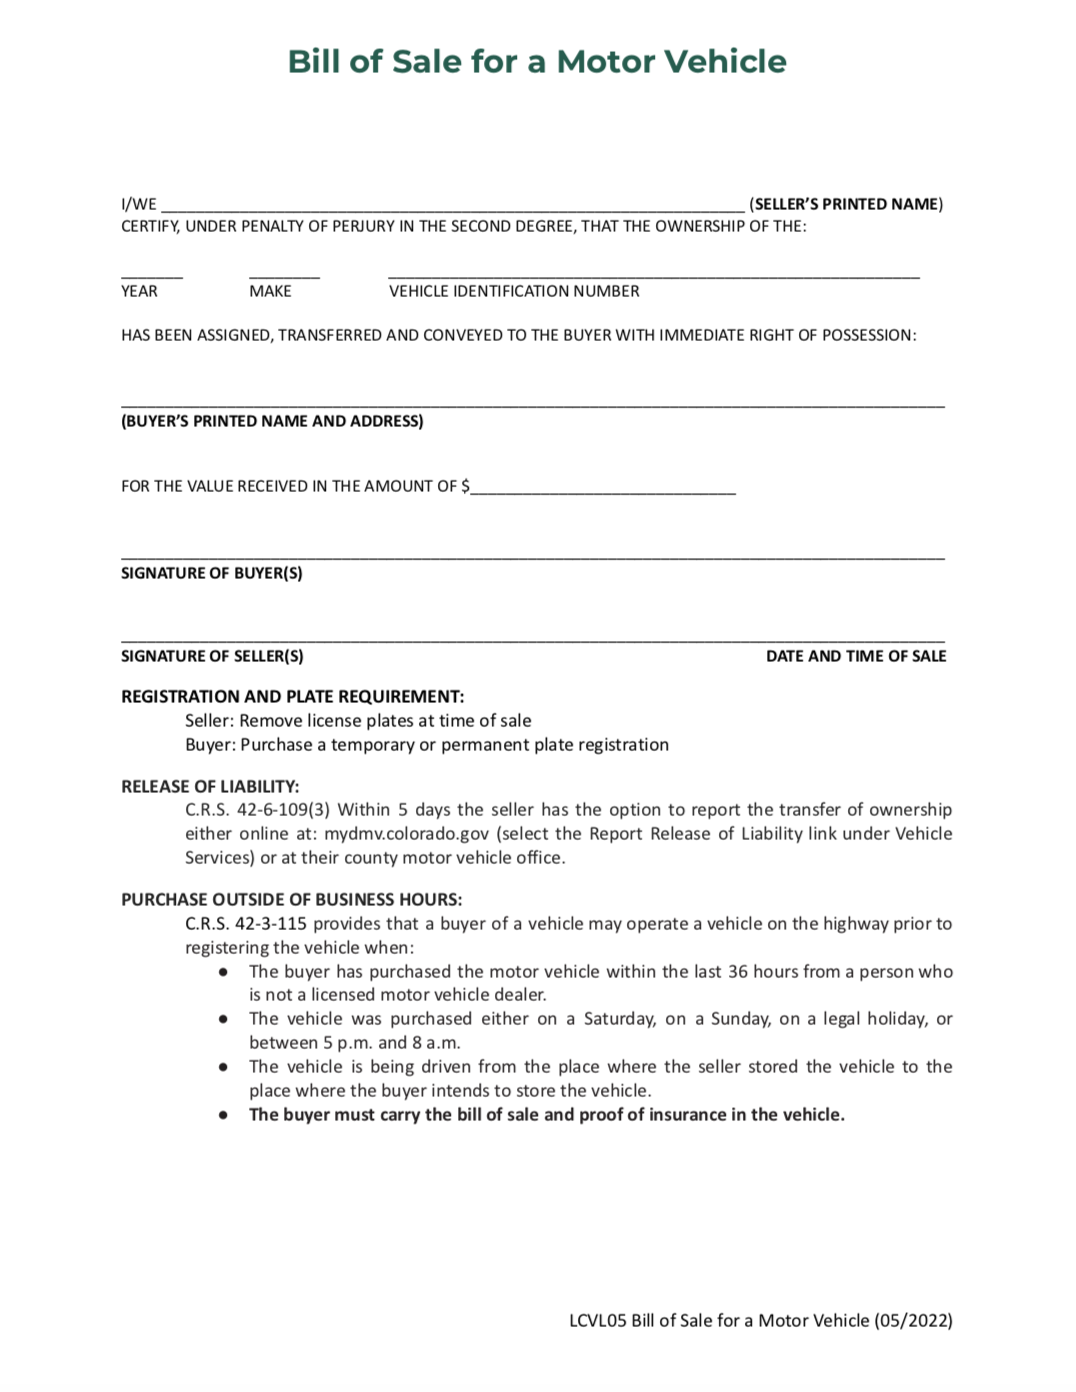 Bill of Sale for a Motor Vehicle
I/WE ______________________________ (SELLER’S PRINTED NAME)
CERTIFY, UNDER PENALTY OF PERJURY IN THE SECOND DEGREE, THAT THE OWNERSHIP OF THE:
YEAR MAKE VEHICLE IDENTIFICATION NUMBER
HAS BEEN ASSIGNED, TRANSFERRED AND CONVEYED TO THE BUYER WITH IMMEDIATE RIGHT OF POSSESSION:
(BUYER’S PRINTED NAME AND ADDRESS)
FOR THE VALUE RECEIVED IN THE AMOUNT OF $______________________________
SIGNATURE OF BUYER(S)
SIGNATURE OF SELLER(S) DATE AND TIME OF SALE
REGISTRATION AND PLATE REQUIREMENT:
Seller: Remove license plates at time of sale
Buyer: Purchase a temporary or permanent plate registration
RELEASE OF LIABILITY:
C.R.S. 42-6-109(3) Within 5 days the seller has the option to report the transfer of ownership
either online at: mydmv.colorado.gov (select the Report Release of Liability link under Vehicle
Services) or at their county motor vehicle office.
PURCHASE OUTSIDE OF BUSINESS HOURS:
C.R.S. 42-3-115 provides that a buyer of a vehicle may operate a vehicle on the highway prior to
registering the vehicle when:
● The buyer has purchased the motor vehicle within the last 36 hours from a person who
is not a licensed motor vehicle dealer.
● The vehicle was purchased either on a Saturday, on a Sunday, on a legal holiday, or
between 5 p.m. and 8 a.m.
● The vehicle is being driven from the place where the seller stored the vehicle to the
place where the buyer intends to store the vehicle.
● The buyer must carry the bill of sale and proof of insurance in the vehicle.
LCVL05 Bill of Sale for a Motor Vehicle (05/2022)